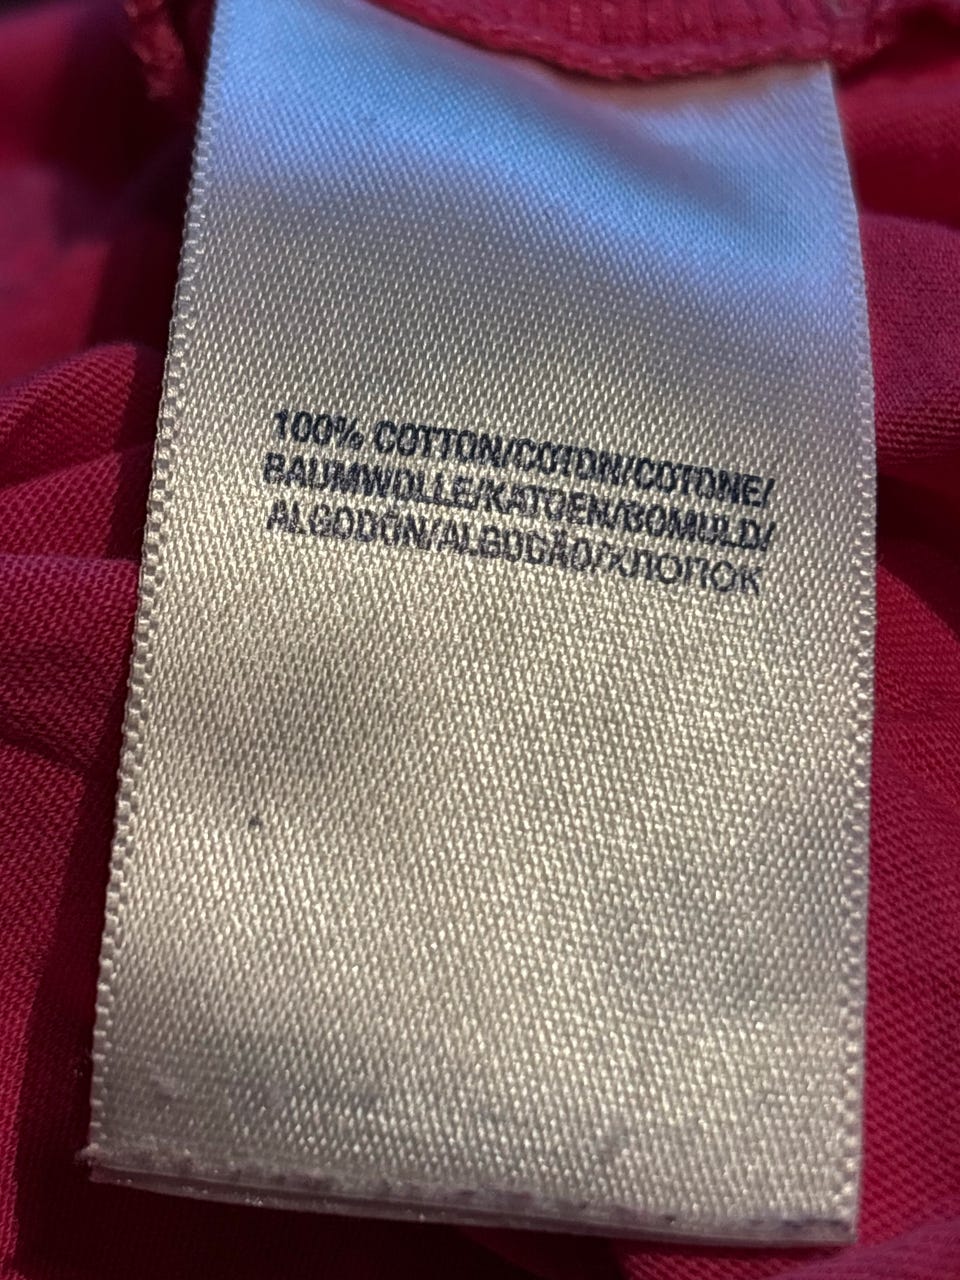 100% COTTON/COTON/COTONE/
BAUMWOLLE/KATOEN/BOMULD/
ALGODÓN/ALGODÃO/ХЛОПОК